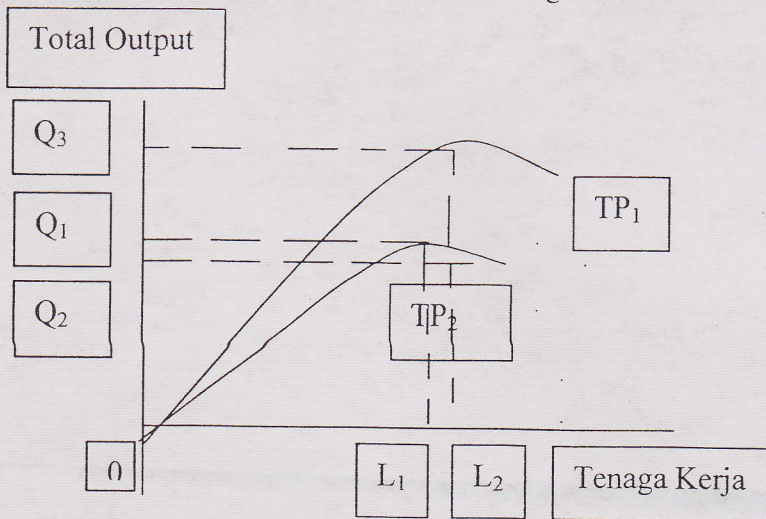 Total Output
Q₃
TP₁
Q₁
Q₂
TP₂
0
L₁
L₂
Tenaga Kerja